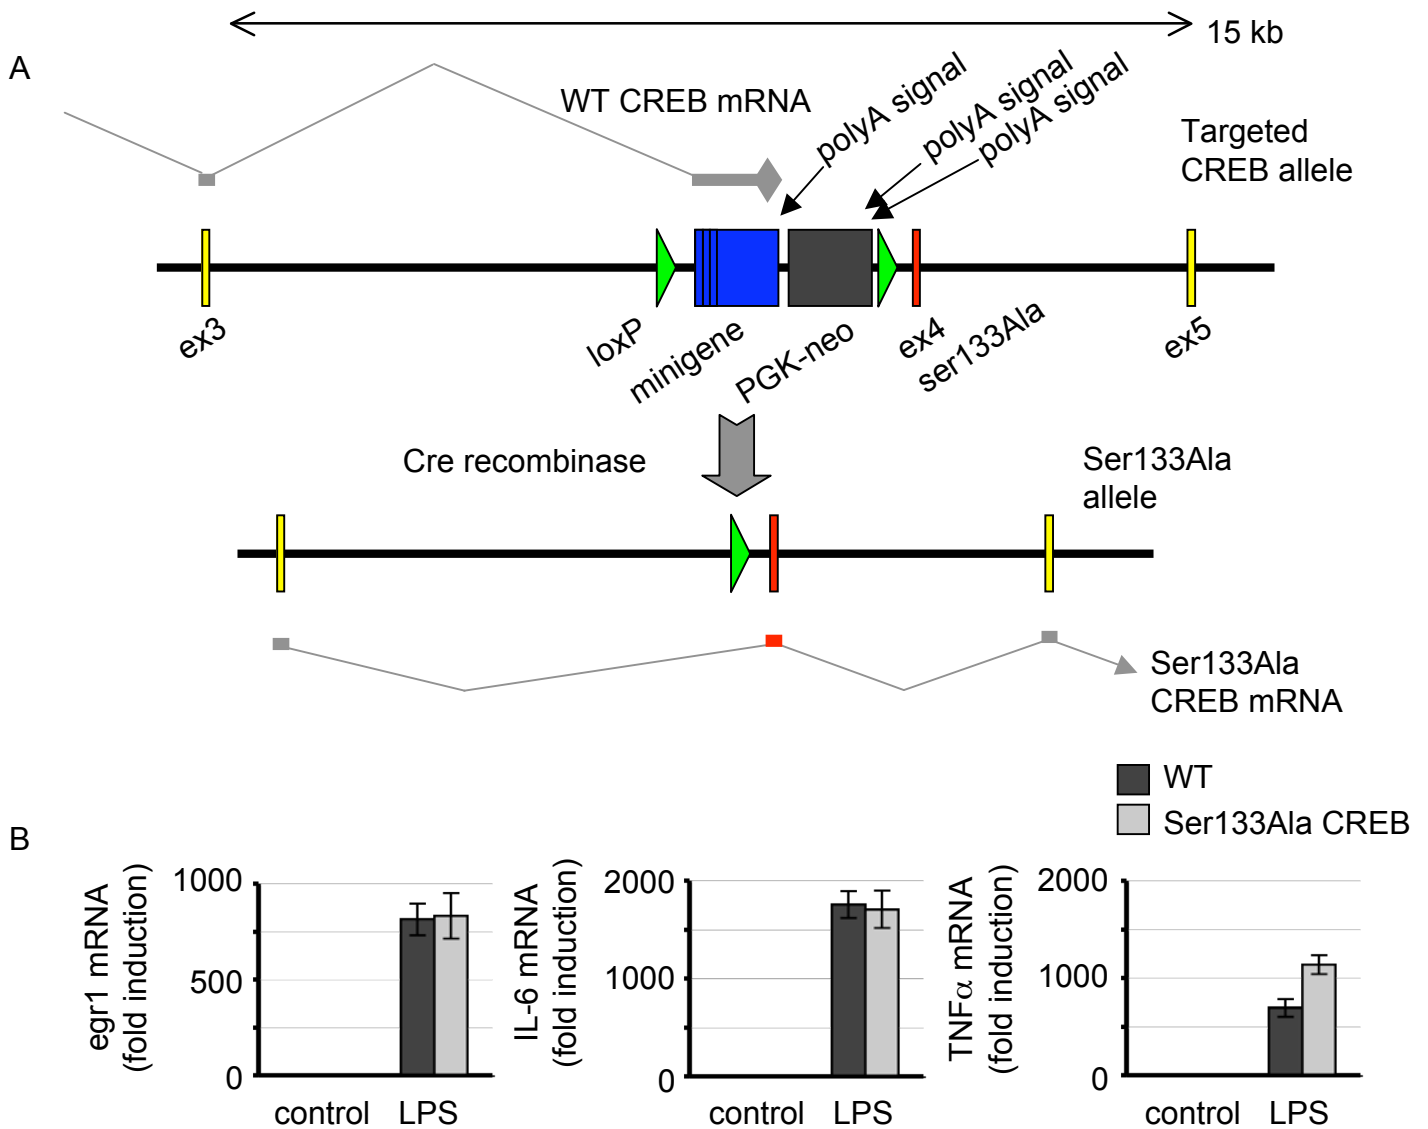 15 kb
A
WT CREB mRNA
polyA signal
polyA signal
polyA signal
Targeted
CREB allele
ex3
loxP
minigene
PGK-neo
ex4
ser133Ala
ex5
Cre recombinase
Ser133Ala
allele
Ser133Ala
CREB mRNA
WT
Ser133Ala CREB
B
egr1 mRNA
(fold induction)
1000
500
0
control
LPS
IL-6 mRNA
(fold induction)
2000
1000
0
control
LPS
TNFα mRNA
(fold induction)
2000
1000
0
control
LPS